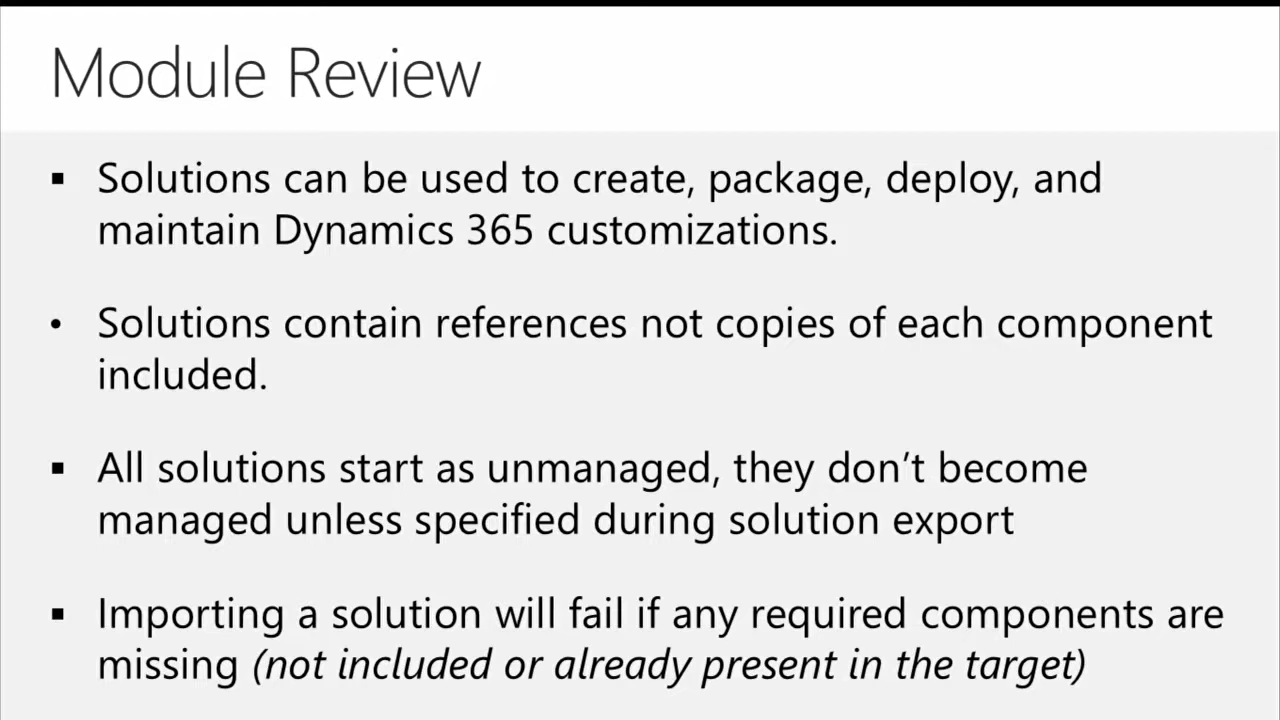 Module Review
▪ Solutions can be used to create, package, deploy, and
maintain Dynamics 365 customizations.
• Solutions contain references not copies of each component
included.
▪ All solutions start as unmanaged, they don’t become
managed unless specified during solution export
▪ Importing a solution will fail if any required components are
missing (not included or already present in the target)